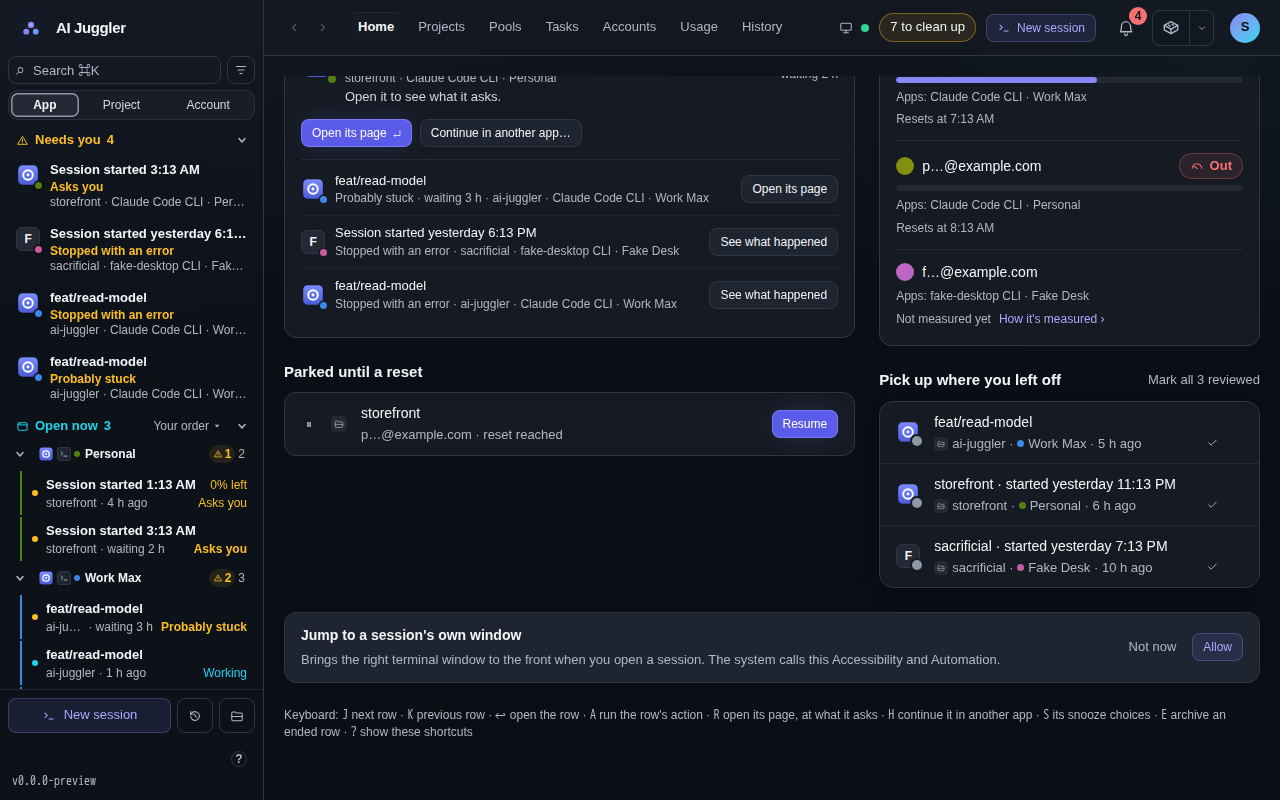 AI Juggler
Search ⌘K
App Project Account
Needs you 4
Session started 3:13 AM
Asks you
storefront · Claude Code CLI · Per…
F
Session started yesterday 6:1…
Stopped with an error
sacrificial · fake-desktop CLI · Fak…
feat/read-model
Stopped with an error
ai-juggler · Claude Code CLI · Wor…
feat/read-model
Probably stuck
ai-juggler · Claude Code CLI · Wor…
Open now 3 Your order
Personal 1 2
Session started 1:13 AM 0% left
storefront · 4 h ago Asks you
Session started 3:13 AM
storefront · waiting 2 h Asks you
Work Max 2 3
feat/read-model
ai-ju… · waiting 3 h Probably stuck
feat/read-model
ai-juggler · 1 h ago Working
New session
?
v0.0.0-preview
Home Projects Pools Tasks Accounts Usage History
7 to clean up
New session
4
S
storefront · Claude Code CLI · Personal waiting 2 h
Open it to see what it asks.
Open its page ↵ Continue in another app…
feat/read-model
Probably stuck · waiting 3 h · ai-juggler · Claude Code CLI · Work Max
Open its page
F
Session started yesterday 6:13 PM
Stopped with an error · sacrificial · fake-desktop CLI · Fake Desk
See what happened
feat/read-model
Stopped with an error · ai-juggler · Claude Code CLI · Work Max
See what happened
Parked until a reset
storefront
p…@example.com · reset reached
Resume
Apps: Claude Code CLI · Work Max
Resets at 7:13 AM
p…@example.com Out
Apps: Claude Code CLI · Personal
Resets at 8:13 AM
f…@example.com
Apps: fake-desktop CLI · Fake Desk
Not measured yet How it's measured ›
Pick up where you left off Mark all 3 reviewed
feat/read-model
ai-juggler · Work Max · 5 h ago
storefront · started yesterday 11:13 PM
storefront · Personal · 6 h ago
F
sacrificial · started yesterday 7:13 PM
sacrificial · Fake Desk · 10 h ago
Jump to a session's own window
Brings the right terminal window to the front when you open a session. The system calls this Accessibility and Automation.
Not now Allow
Keyboard: J next row · K previous row · ↩ open the row · A run the row's action · R open its page, at what it asks · H continue it in another app · S its snooze choices · E archive an
ended row · ? show these shortcuts